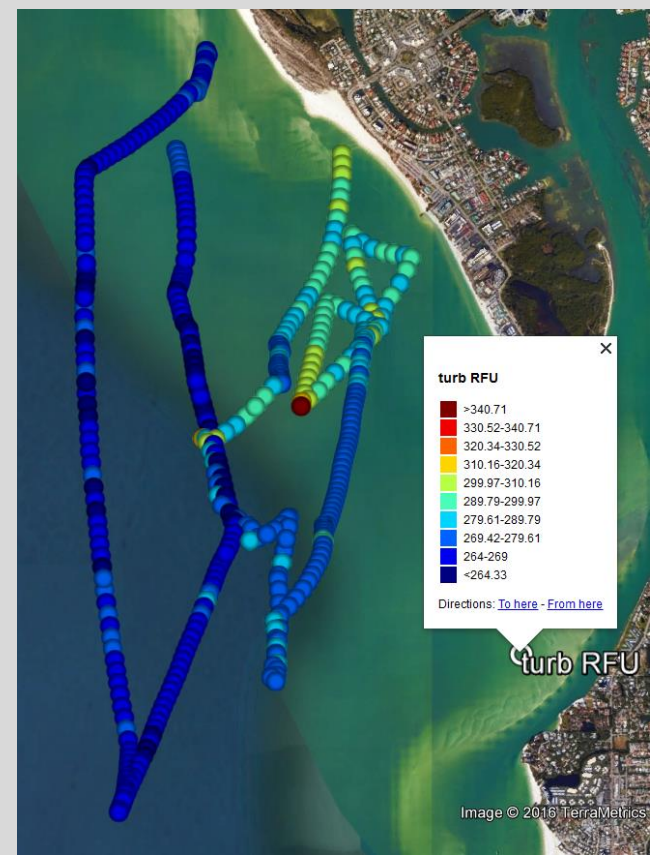 ×
turb RFU
>340.71
330.52-340.71
320.34-330.52
310.16-320.34
299.97-310.16
289.79-299.97
279.61-289.79
269.42-279.61
264-269
<264.33
Directions: To here - From here
turb RFU
Image © 2016 TerraMetrics